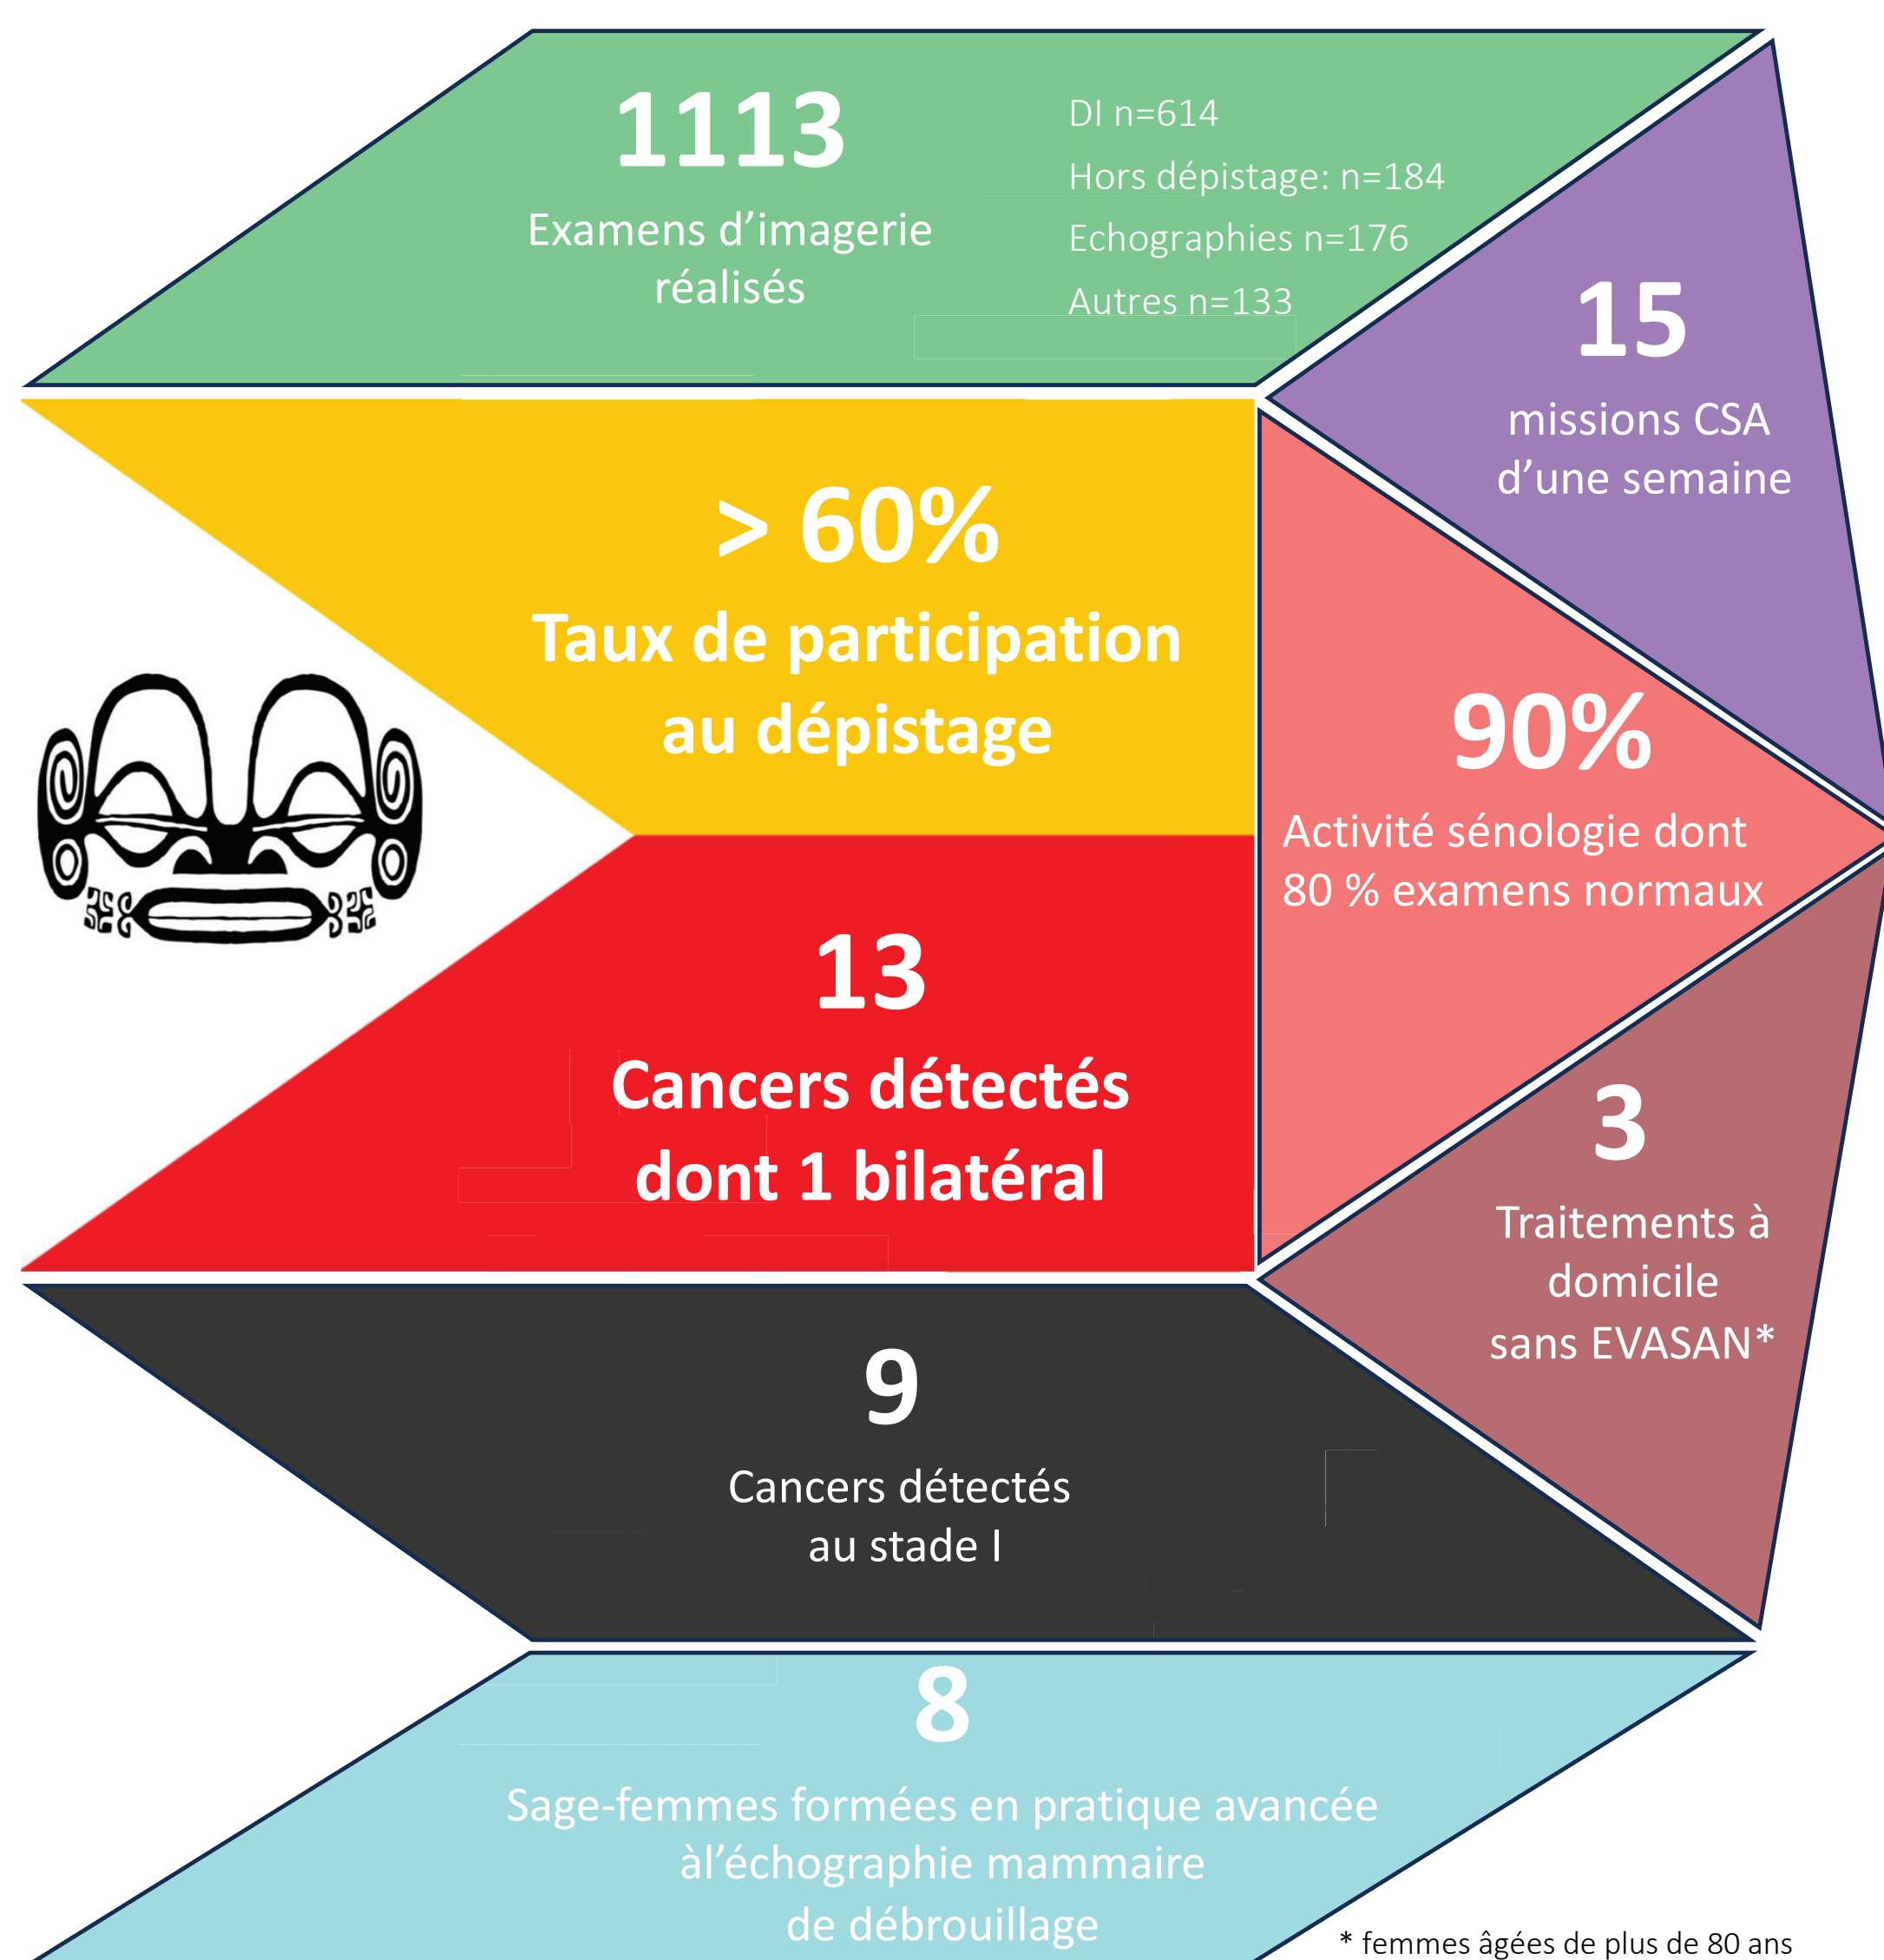 1113
Examens d’imagerie
réalisés
DI n=614
Hors dépistage: n=184
Echographies n=176
Autres n=133
15
missions CSA
d’une semaine
> 60%
Taux de participation
au dépistage
90%
Activité sénologie dont
80 % examens normaux
13
Cancers détectés
dont 1 bilatéral
3
Traitements à
domicile
sans EVASAN*
9
Cancers détectés
au stade I
8
Sage-femmes formées en pratique avancée
àl’échographie mammaire
de débrouillage
* femmes âgées de plus de 80 ans